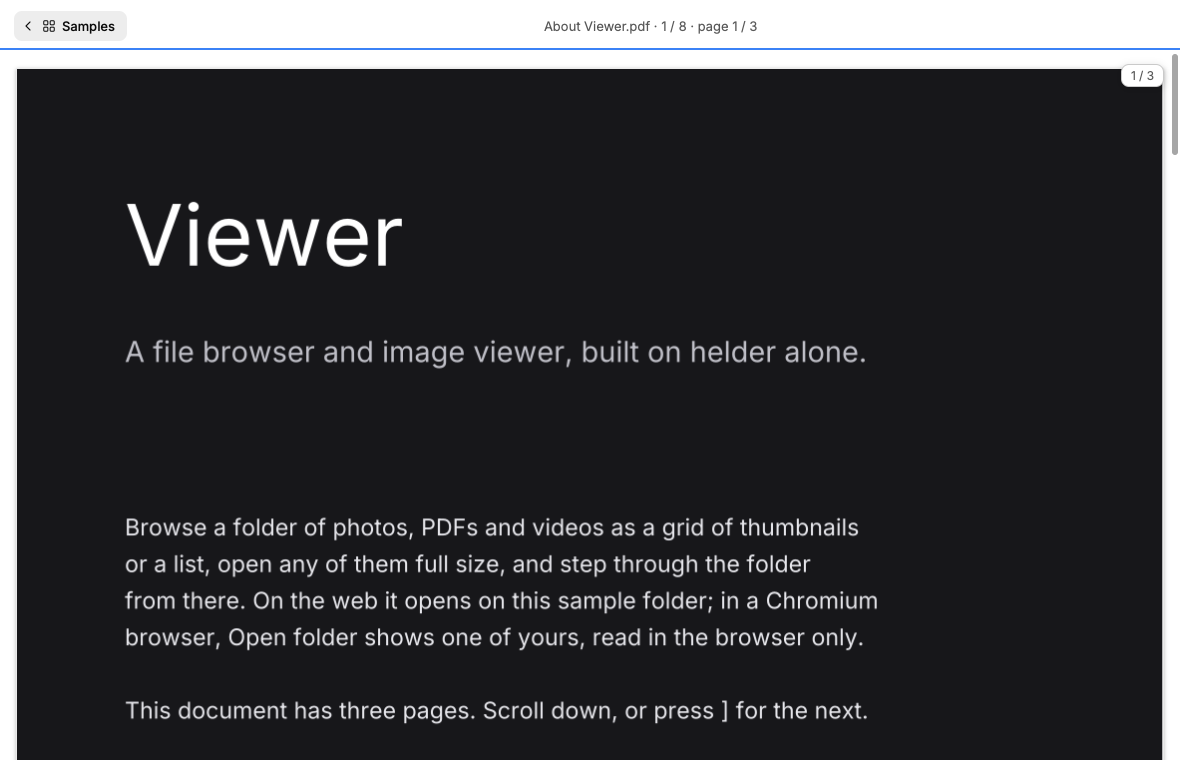 Samples
About Viewer.pdf · 1 / 8 · page 1 / 3
1 / 3
Viewer
A file browser and image viewer, built on helder alone.
Browse a folder of photos, PDFs and videos as a grid of thumbnails
or a list, open any of them full size, and step through the folder
from there. On the web it opens on this sample folder; in a Chromium
browser, Open folder shows one of yours, read in the browser only.
This document has three pages. Scroll down, or press ] for the next.